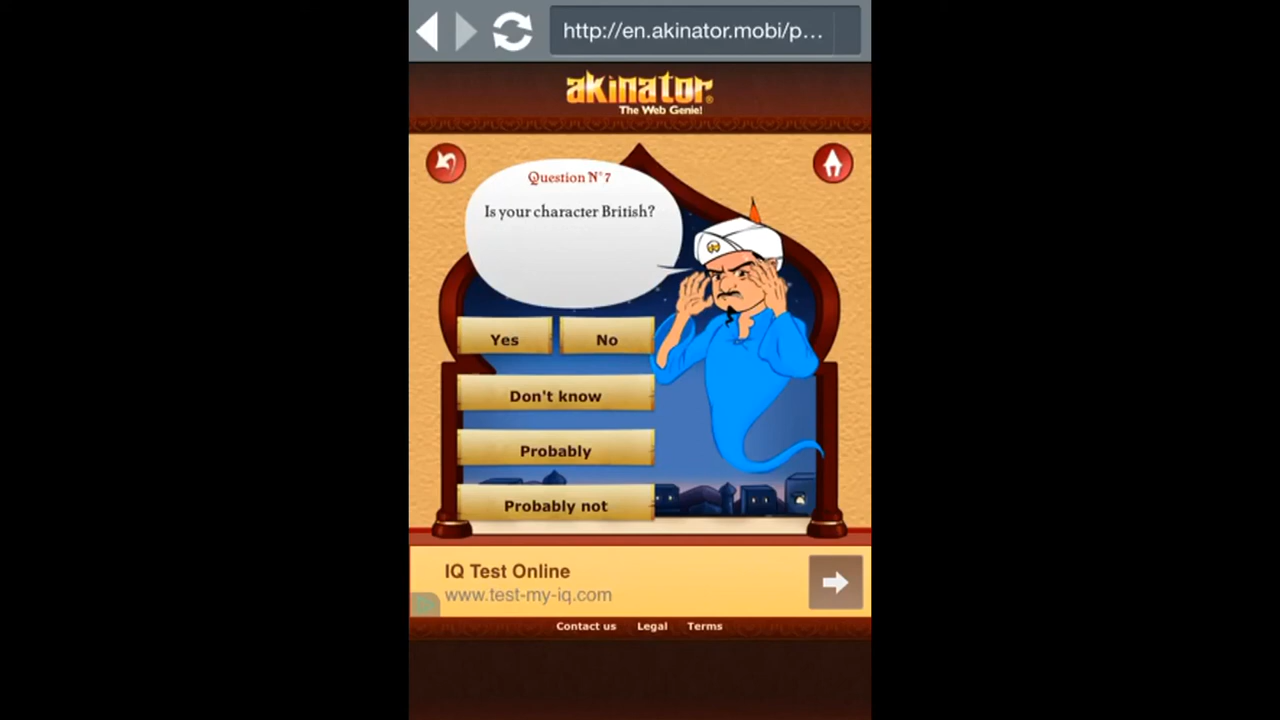 http://en.akinator.mobi/p...
akinator®
The Web Genie!
Question N°7
Is your character British?
Yes
No
Don't know
Probably
Probably not
IQ Test Online
www.test-my-iq.com
Contact us
Legal
Terms